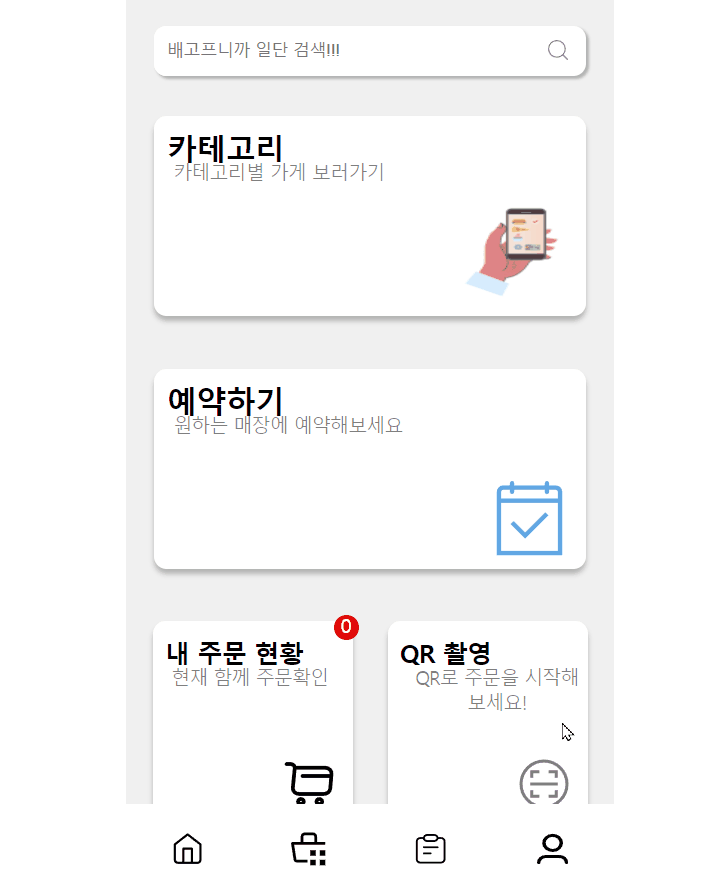 배고프니까 일단 검색!!!
카테고리
카테고리별 가게 보러가기
예약하기
원하는 매장에 예약해보세요
0
내 주문 현황
현재 함께 주문확인
QR 촬영
QR로 주문을 시작해
보세요!